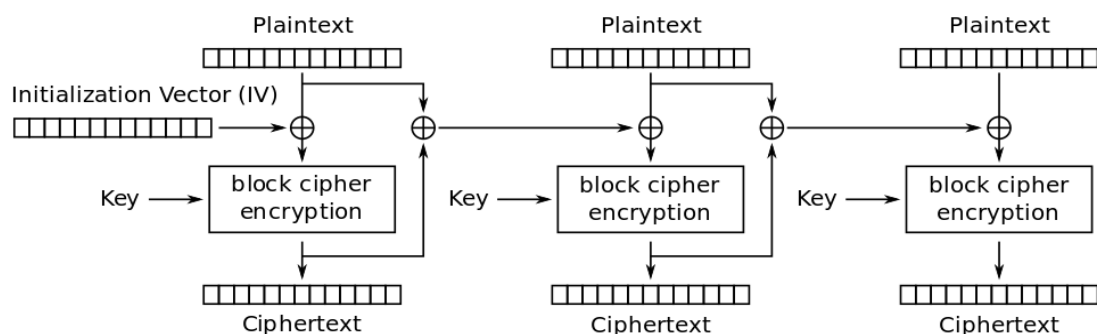 Plaintext
Plaintext
Plaintext
Initialization Vector (IV)
Key
block cipher
encryption
Key
block cipher
encryption
Key
block cipher
encryption
Ciphertext
Ciphertext
Ciphertext